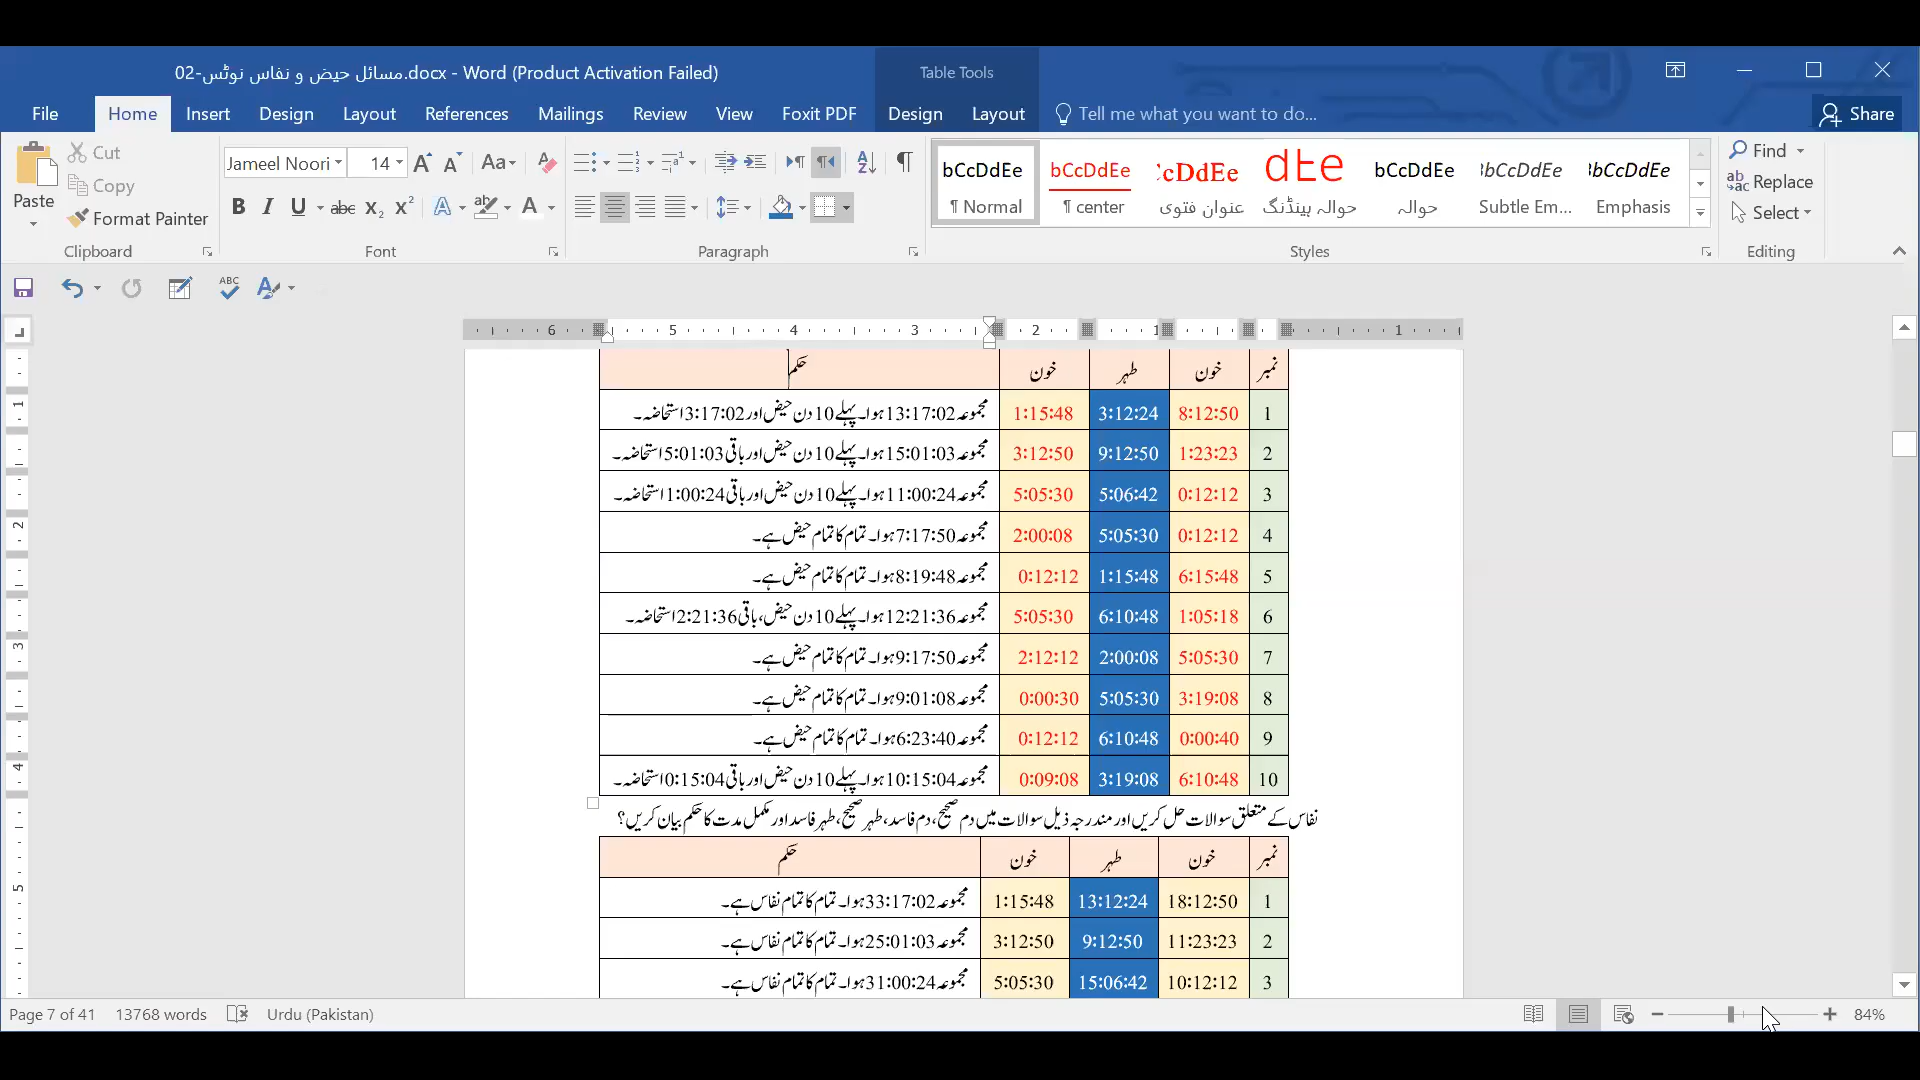 02-مسائل حیض و نفاس نوٹس.docx - Word (Product Activation Failed)
Table Tools
File Home Insert Design Layout References Mailings Review View Foxit PDF Design Layout Tell me what you want to do... Share
Paste
Cut
Copy
Format Painter
Clipboard
Jameel Noori 14
Font
Paragraph
bCcDdEe bCcDdEe cDdEe dEe bCcDdEe bCcDdEe bCcDdEe
¶ Normal ¶ center عنوان فتوی حوالہ ہیڈنگ حوالہ Subtle Em... Emphasis
Styles
Find
Replace
Select
Editing
6 5 4 3 2 1 1
نمبر خون طہر خون حکم
1 8:12:50 3:12:24 1:15:48 مجموعہ 13:17:02 ہوا۔ پہلے 10 دن حیض اور 3:17:02 استحاضہ۔
2 1:23:23 9:12:50 3:12:50 مجموعہ 15:01:03 ہوا۔ پہلے 10 دن حیض اور باقی 5:01:03 استحاضہ۔
3 0:12:12 5:06:42 5:05:30 مجموعہ 11:00:24 ہوا۔ پہلے 10 دن حیض اور باقی 1:00:24 استحاضہ۔
4 0:12:12 5:05:30 2:00:08 مجموعہ 7:17:50 ہوا۔ تمام کا تمام حیض ہے۔
5 6:15:48 1:15:48 0:12:12 مجموعہ 8:19:48 ہوا۔ تمام کا تمام حیض ہے۔
6 1:05:18 6:10:48 5:05:30 مجموعہ 12:21:36 ہوا۔ پہلے 10 دن حیض، باقی 2:21:36 استحاضہ۔
7 5:05:30 2:00:08 2:12:12 مجموعہ 9:17:50 ہوا۔ تمام کا تمام حیض ہے۔
8 3:19:08 5:05:30 0:00:30 مجموعہ 9:01:08 ہوا۔ تمام کا تمام حیض ہے۔
9 0:00:40 6:10:48 0:12:12 مجموعہ 6:23:40 ہوا۔ تمام کا تمام حیض ہے۔
10 6:10:48 3:19:08 0:09:08 مجموعہ 10:15:04 ہوا۔ پہلے 10 دن حیض اور باقی 0:15:04 استحاضہ۔
نفاس کے متعلق سوالات حل کریں اور مندرجہ ذیل سوالات میں دم صحیح، دم فاسد، طہر صحیح، طہر فاسد اور مکمل مدت کا حکم بیان کریں؟
نمبر خون طہر خون حکم
1 18:12:50 13:12:24 1:15:48 مجموعہ 33:17:02 ہوا۔ تمام کا تمام نفاس ہے۔
2 11:23:23 9:12:50 3:12:50 مجموعہ 25:01:03 ہوا۔ تمام کا تمام نفاس ہے۔
3 10:12:12 15:06:42 5:05:30 مجموعہ 31:00:24 ہوا۔ تمام کا تمام نفاس ہے۔
Page 7 of 41 13768 words Urdu (Pakistan) 84%